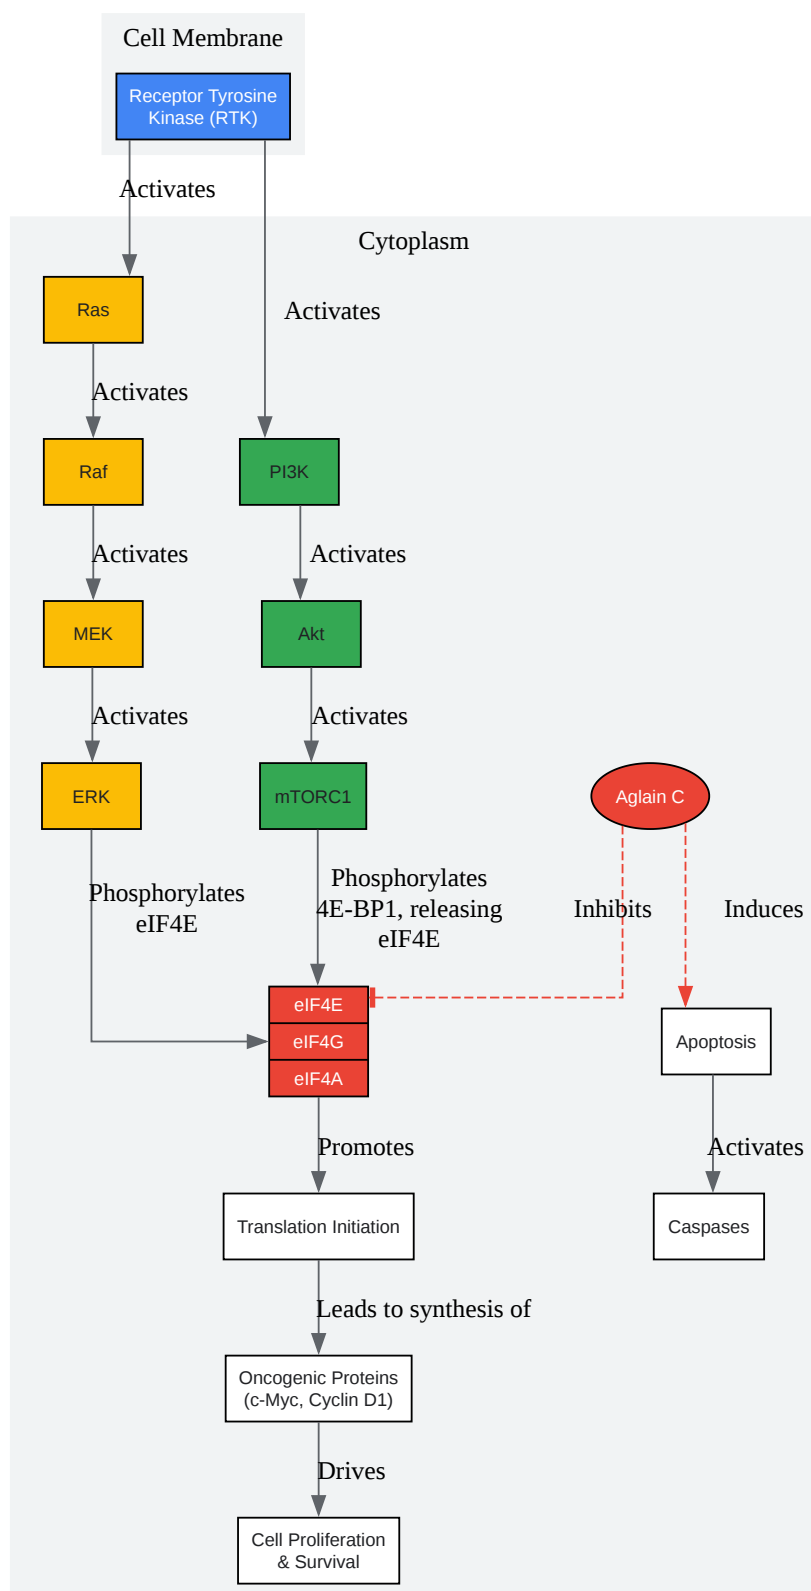 Cell Membrane
Receptor Tyrosine
Kinase (RTK)
Activates
Cytoplasm
Ras
Activates
Activates
Raf
PI3K
Activates
Activates
MEK
Akt
Activates
Activates
ERK
mTORC1
Aglain C
Phosphorylates
eIF4E
Phosphorylates
4E-BP1, releasing
eIF4E
Inhibits
Induces
eIF4E
eIF4G
eIF4A
Apoptosis
Promotes
Activates
Translation Initiation
Caspases
Leads to synthesis of
Oncogenic Proteins
(c-Myc, Cyclin D1)
Drives
Cell Proliferation
& Survival